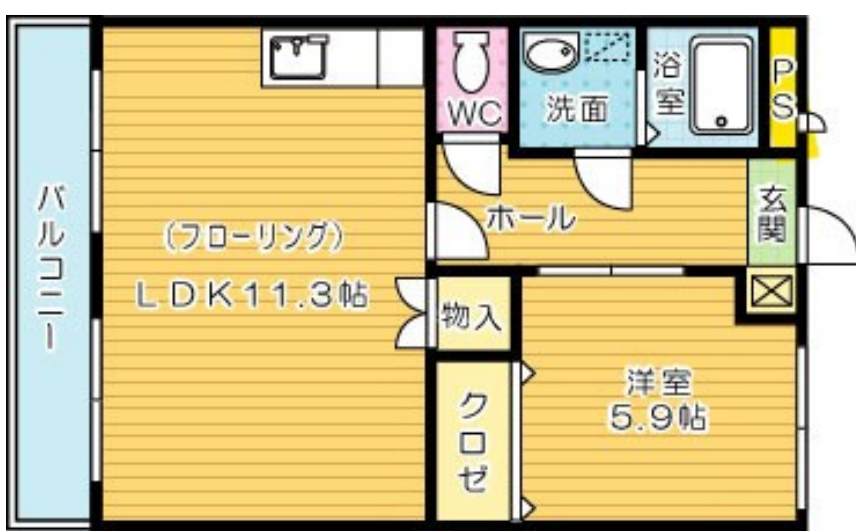 バルコニー
(フローリング)
LDK11.3帖
WC
洗面
浴室
PS
ホール
玄関
物入
クロゼ
洋室
5.9帖